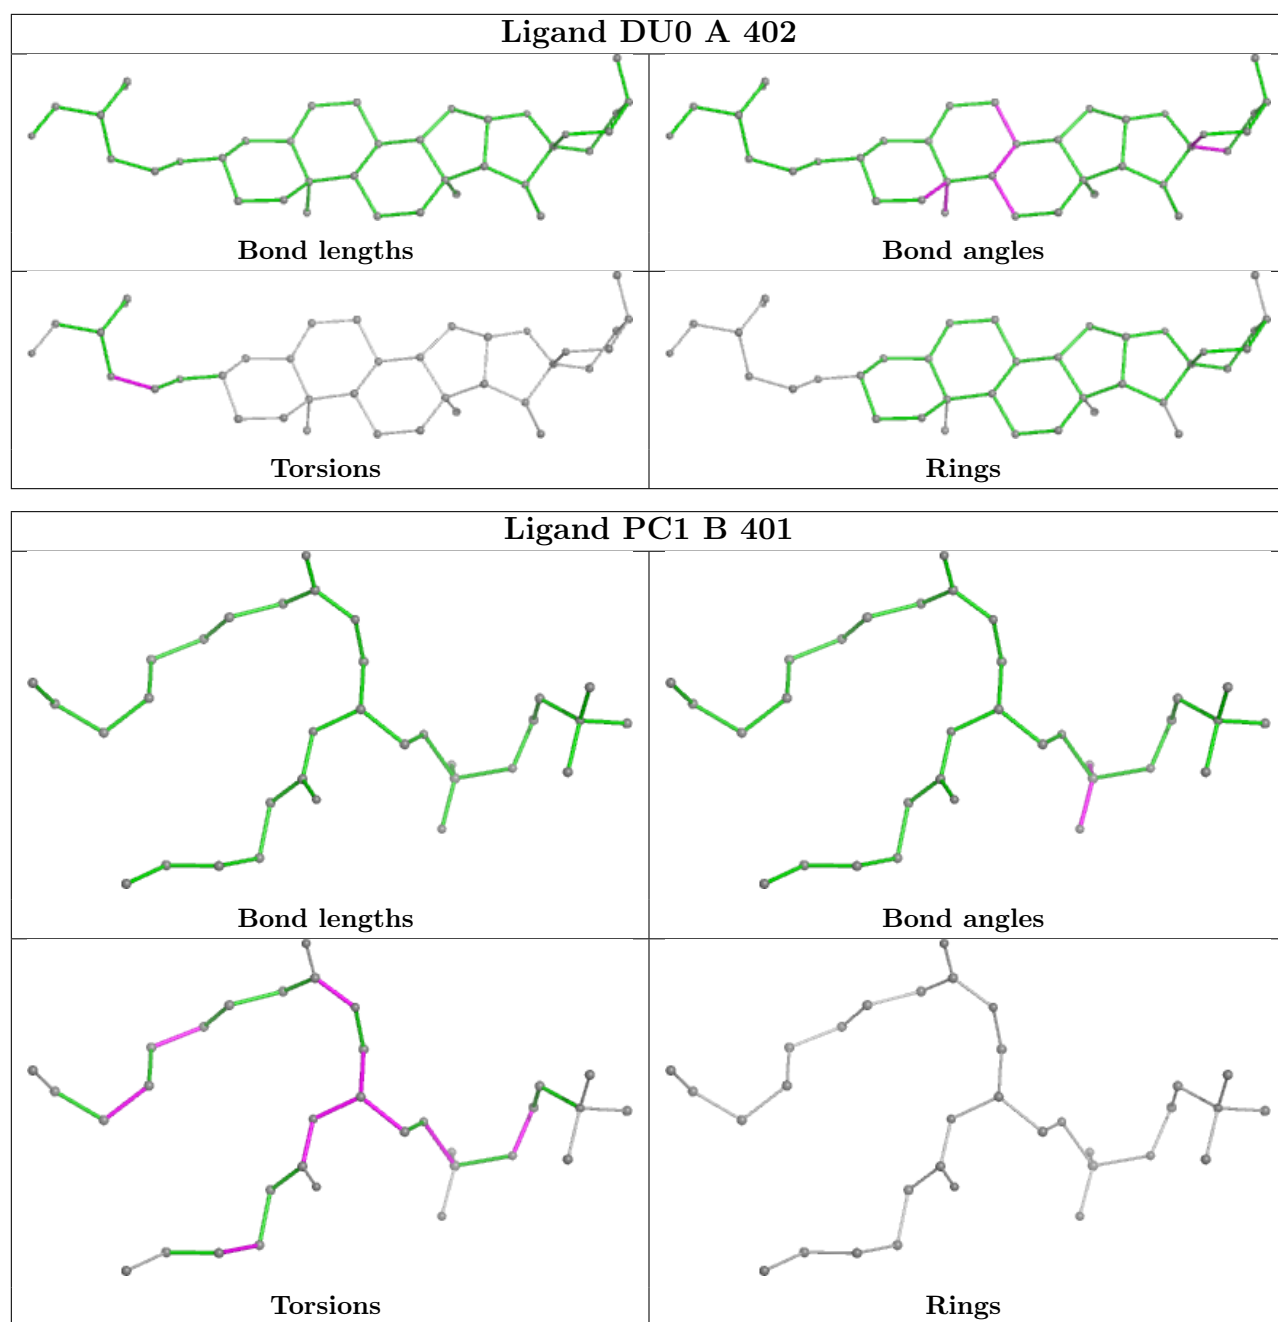 Ligand DU0 A 402
Bond lengths
Bond angles
Torsions
Rings
Ligand PC1 B 401
Bond lengths
Bond angles
Torsions
Rings